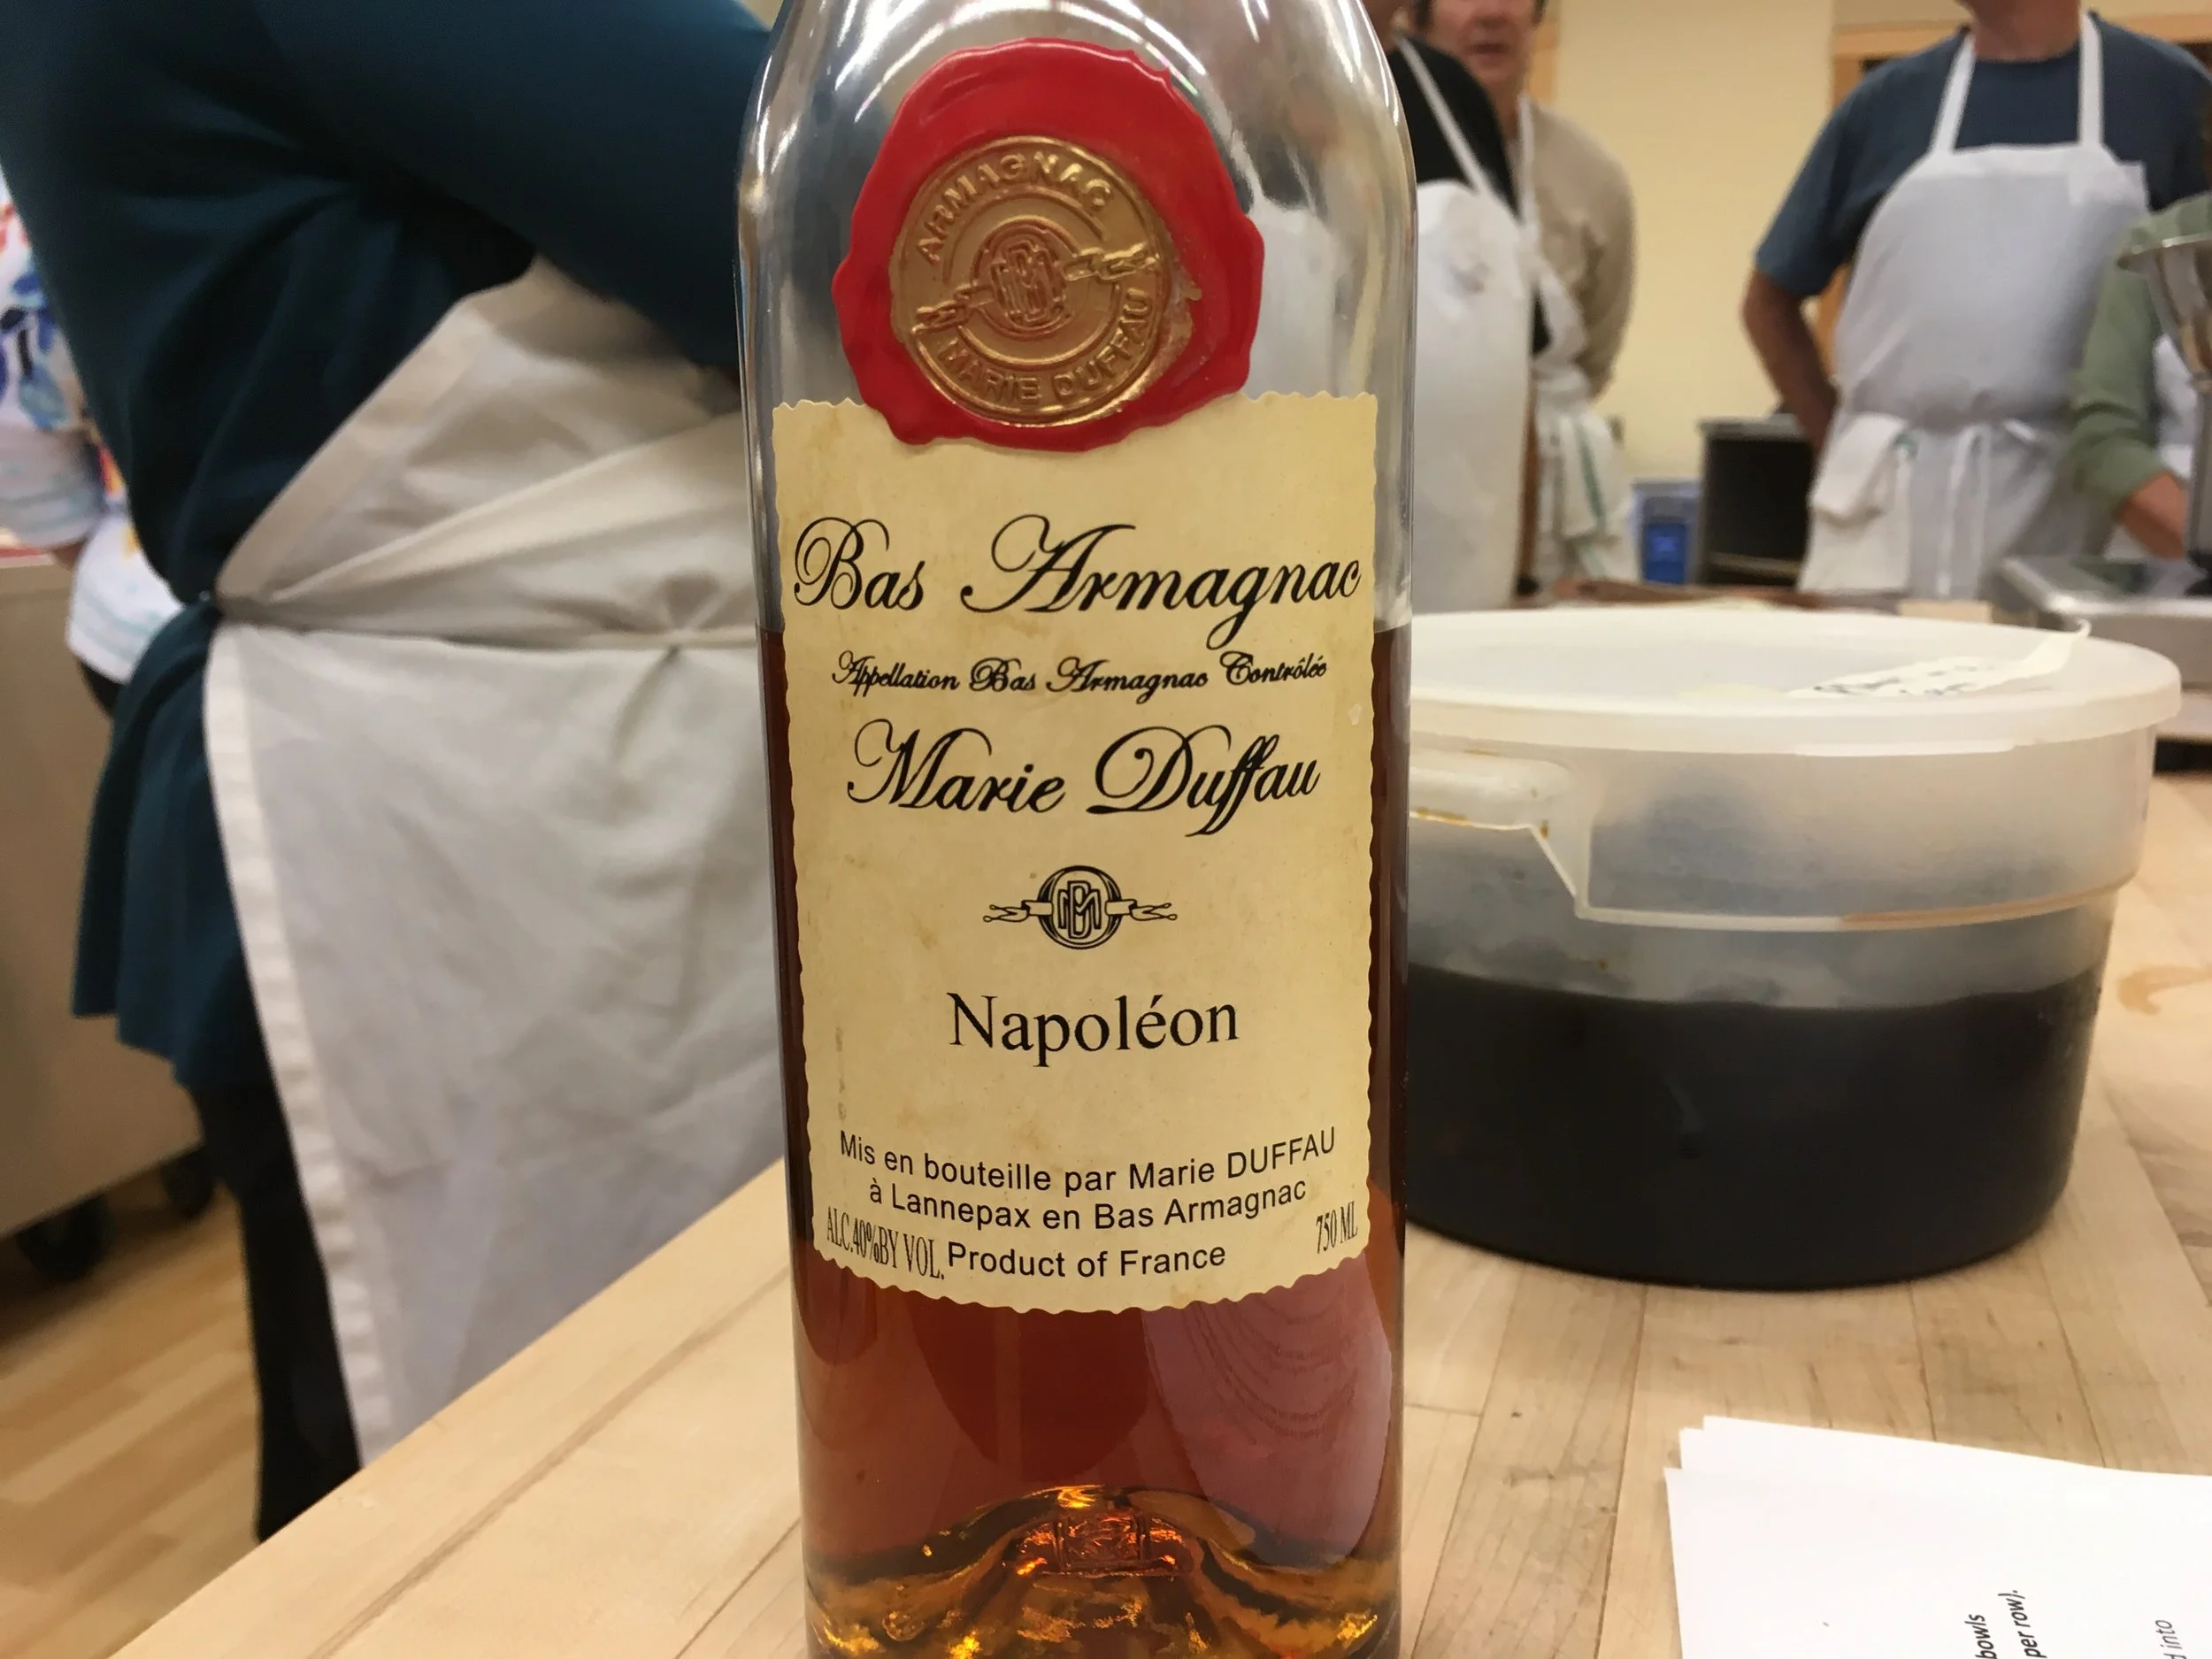 ARMAGNAC
MARIE DUFFAU
Bas Armagnac
Appellation Bas Armagnac Contrôlée
Marie Duffau
Napoléon
Mis en bouteille par Marie DUFFAU
à Lannepax en Bas Armagnac
ALC.40%BY VOL. Product of France 750 ML
bowls
per row).
into